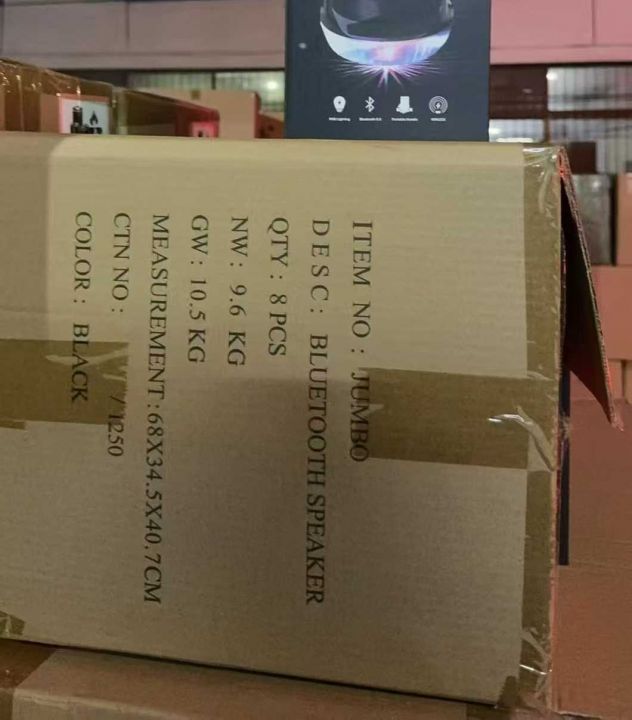 ITEM NO : JUMBO
DESC : BLUETOOTH SPEAKER
QTY : 8 PCS
NW : 9.6 KG
GW : 10.5 KG
MEASUREMENT : 68X34.5X40.7CM
CTN NO : / 1250
COLOR : BLACK